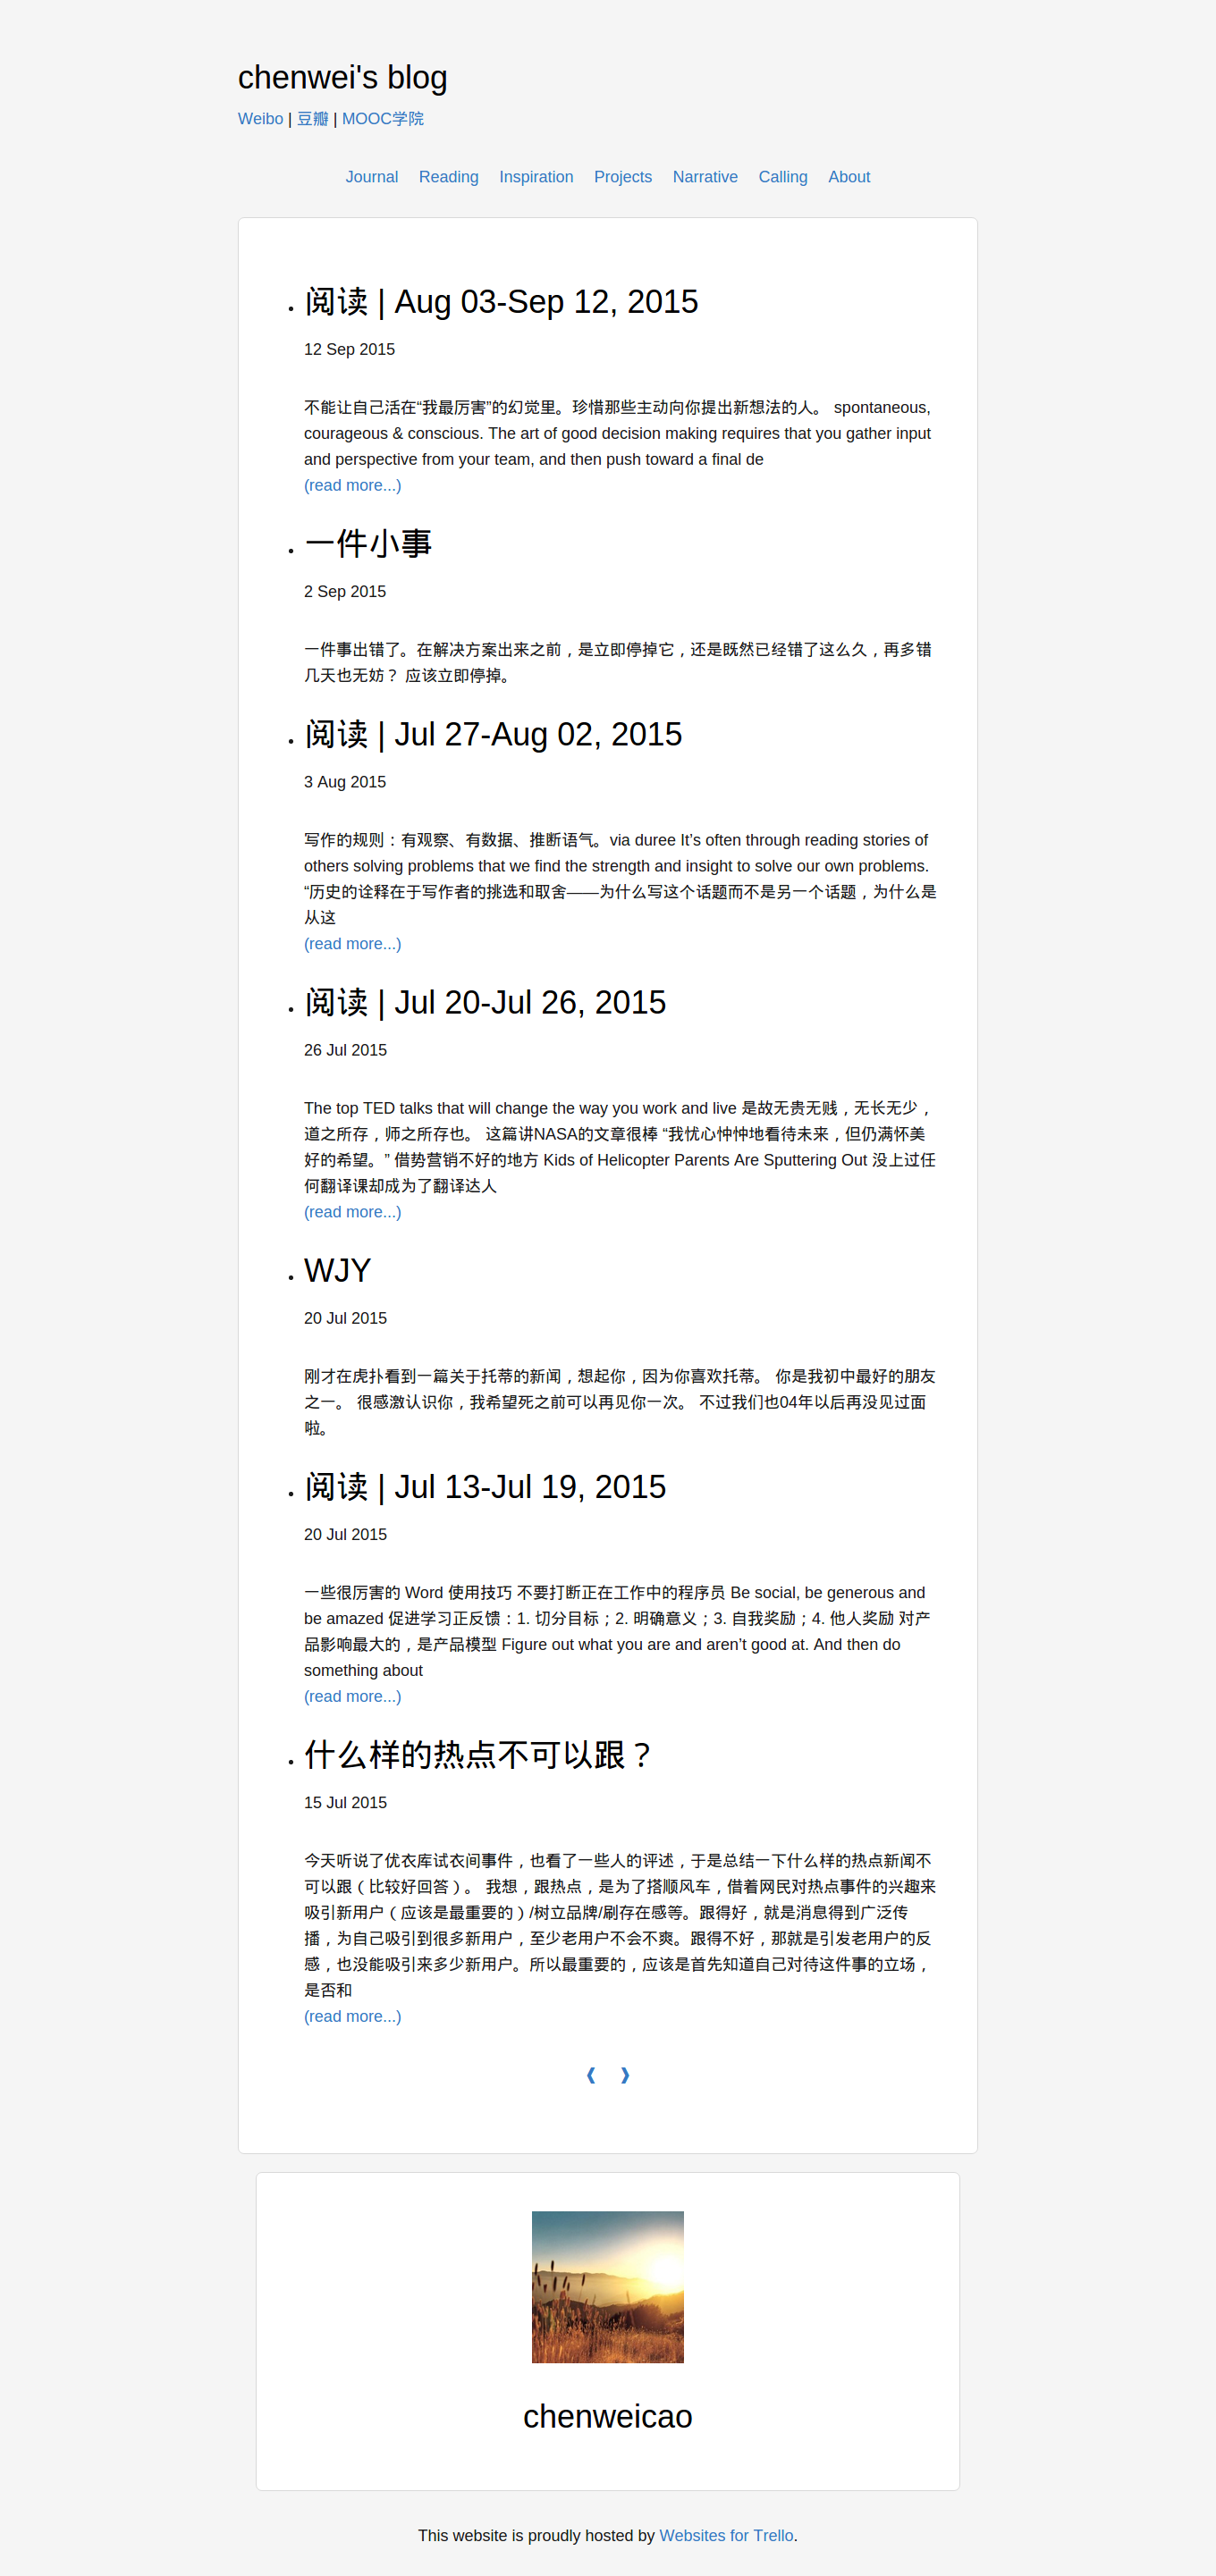 chenwei's blog
Weibo | 豆瓣 | MOOC学院
Journal Reading Inspiration Projects Narrative Calling About
阅读 | Aug 03-Sep 12, 2015
12 Sep 2015
不能让自己活在“我最厉害”的幻觉里。珍惜那些主动向你提出新想法的人。 spontaneous,
courageous & conscious. The art of good decision making requires that you gather input
and perspective from your team, and then push toward a final de
(read more...)
一件小事
2 Sep 2015
一件事出错了。在解决方案出来之前，是立即停掉它，还是既然已经错了这么久，再多错
几天也无妨？ 应该立即停掉。
阅读 | Jul 27-Aug 02, 2015
3 Aug 2015
写作的规则：有观察、有数据、推断语气。via duree It’s often through reading stories of
others solving problems that we find the strength and insight to solve our own problems.
“历史的诠释在于写作者的挑选和取舍——为什么写这个话题而不是另一个话题，为什么是
从这
(read more...)
阅读 | Jul 20-Jul 26, 2015
26 Jul 2015
The top TED talks that will change the way you work and live 是故无贵无贱，无长无少，
道之所存，师之所存也。 这篇讲NASA的文章很棒 “我忧心忡忡地看待未来，但仍满怀美
好的希望。” 借势营销不好的地方 Kids of Helicopter Parents Are Sputtering Out 没上过任
何翻译课却成为了翻译达人
(read more...)
WJY
20 Jul 2015
刚才在虎扑看到一篇关于托蒂的新闻，想起你，因为你喜欢托蒂。 你是我初中最好的朋友
之一。 很感激认识你，我希望死之前可以再见你一次。 不过我们也04年以后再没见过面
啦。
阅读 | Jul 13-Jul 19, 2015
20 Jul 2015
一些很厉害的 Word 使用技巧 不要打断正在工作中的程序员 Be social, be generous and
be amazed 促进学习正反馈：1. 切分目标；2. 明确意义；3. 自我奖励；4. 他人奖励 对产
品影响最大的，是产品模型 Figure out what you are and aren’t good at. And then do
something about
(read more...)
什么样的热点不可以跟？
15 Jul 2015
今天听说了优衣库试衣间事件，也看了一些人的评述，于是总结一下什么样的热点新闻不
可以跟（比较好回答）。 我想，跟热点，是为了搭顺风车，借着网民对热点事件的兴趣来
吸引新用户（应该是最重要的）/树立品牌/刷存在感等。跟得好，就是消息得到广泛传
播，为自己吸引到很多新用户，至少老用户不会不爽。跟得不好，那就是引发老用户的反
感，也没能吸引来多少新用户。所以最重要的，应该是首先知道自己对待这件事的立场，
是否和
(read more...)
❰ ❱
chenweicao
This website is proudly hosted by Websites for Trello.